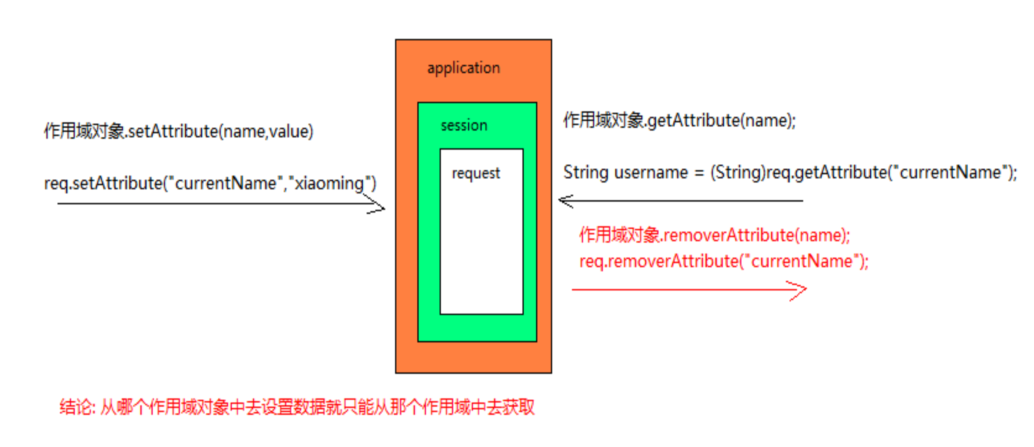 application
session
request
作用域对象.setAttribute(name,value)
req.setAttribute("currentName","xiaoming")
作用域对象.getAttribute(name);
String username = (String)req.getAttribute("currentName");
作用域对象.removerAttribute(name);
req.removerAttribute("currentName");
结论: 从哪个作用域对象中去设置数据就只能从那个作用域中去获取